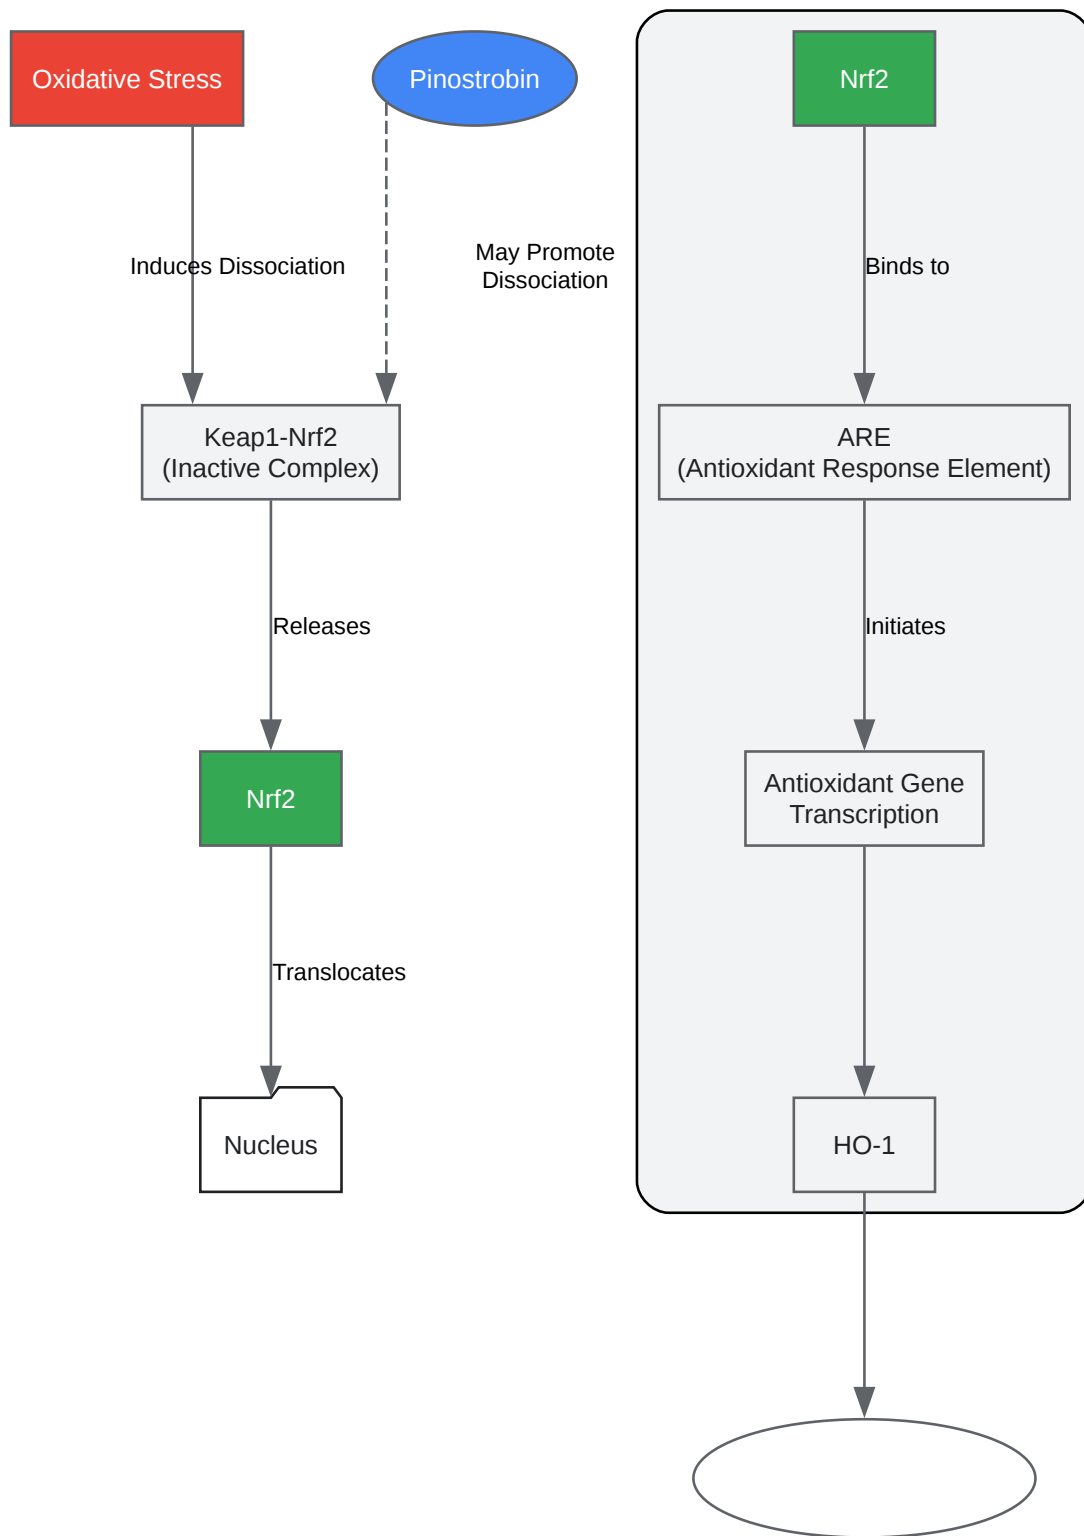 Oxidative Stress
Pinostrobin
Induces Dissociation
May Promote
Dissociation
Keap1-Nrf2
(Inactive Complex)
Releases
Nrf2
Translocates
Nucleus
Nrf2
Binds to
ARE
(Antioxidant Response Element)
Initiates
Antioxidant Gene
Transcription
HO-1